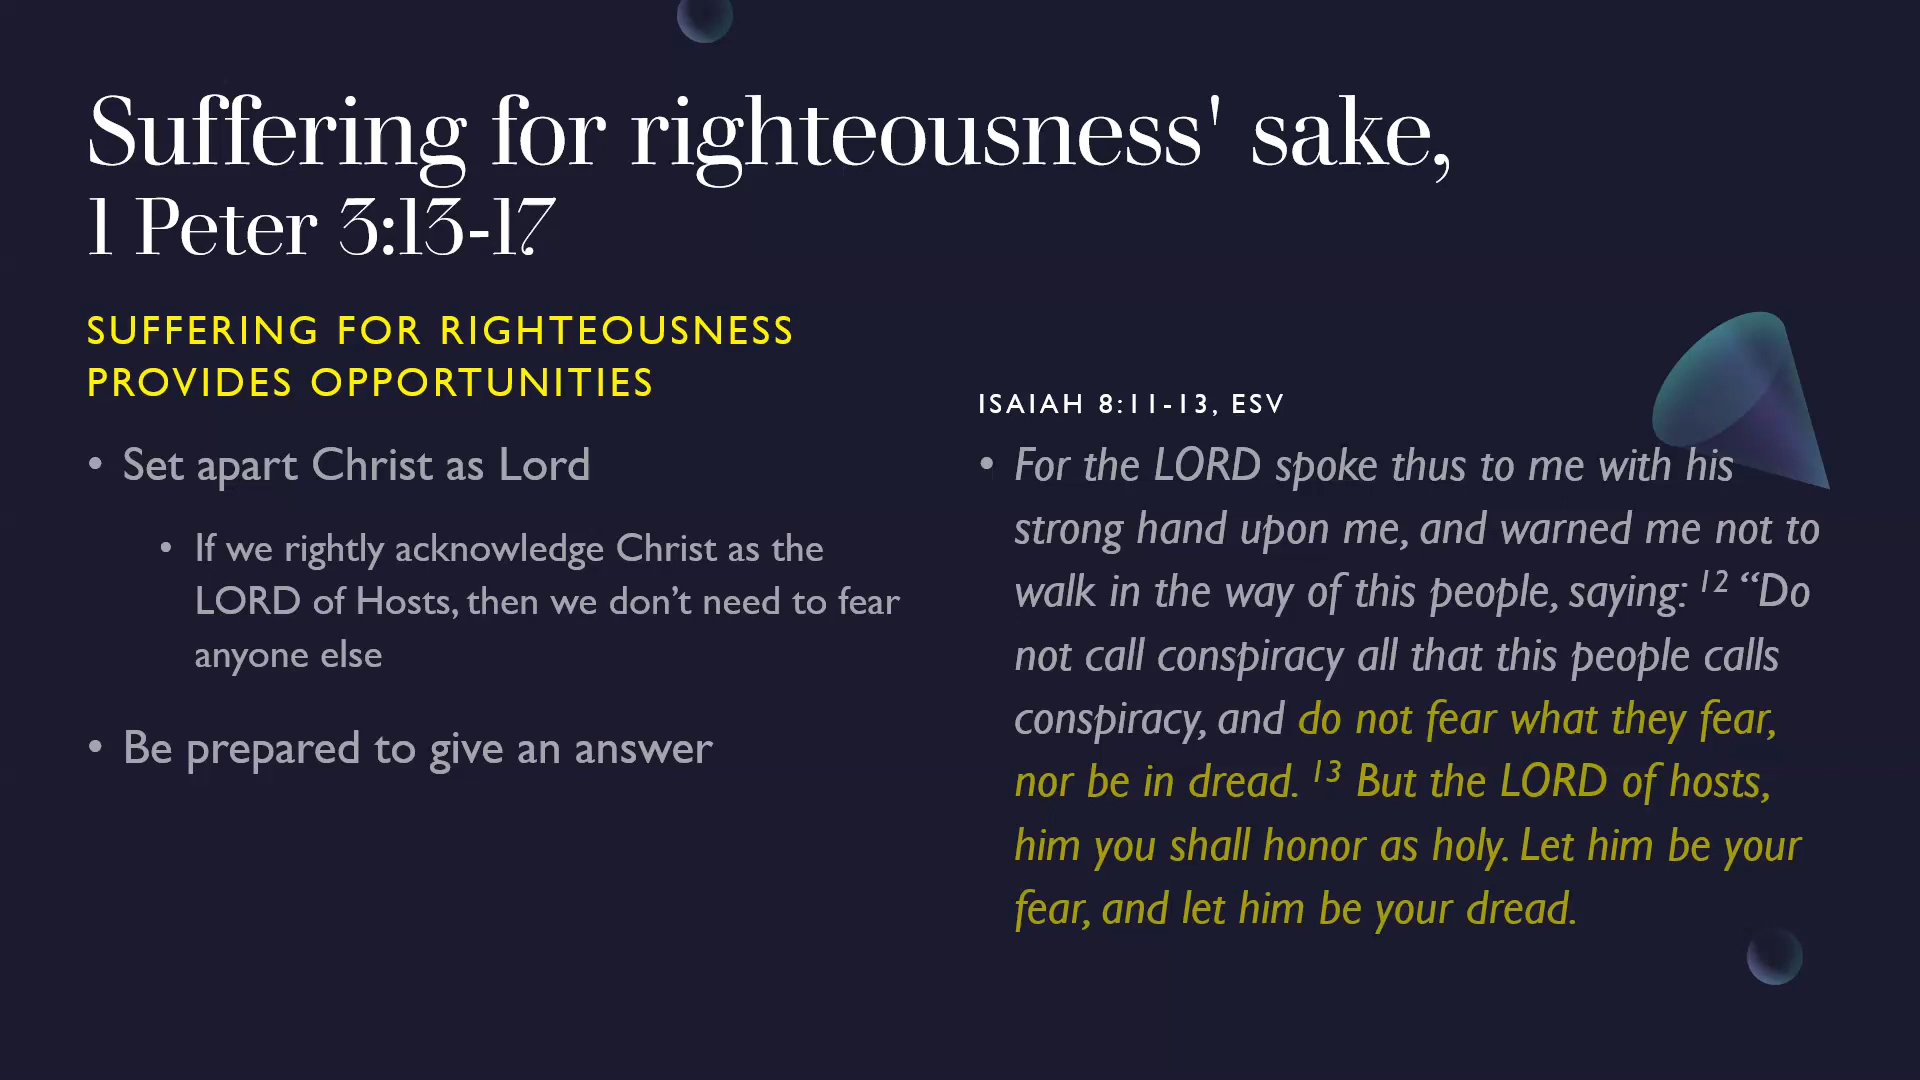 Suffering for righteousness' sake,
1 Peter 3:13-17
SUFFERING FOR RIGHTEOUSNESS
PROVIDES OPPORTUNITIES
• Set apart Christ as Lord
• If we rightly acknowledge Christ as the
LORD of Hosts, then we don’t need to fear
anyone else
• Be prepared to give an answer
ISAIAH 8:11-13, ESV
• For the LORD spoke thus to me with his
strong hand upon me, and warned me not to
walk in the way of this people, saying: 12 “Do
not call conspiracy all that this people calls
conspiracy, and do not fear what they fear,
nor be in dread. 13 But the LORD of hosts,
him you shall honor as holy. Let him be your
fear, and let him be your dread.